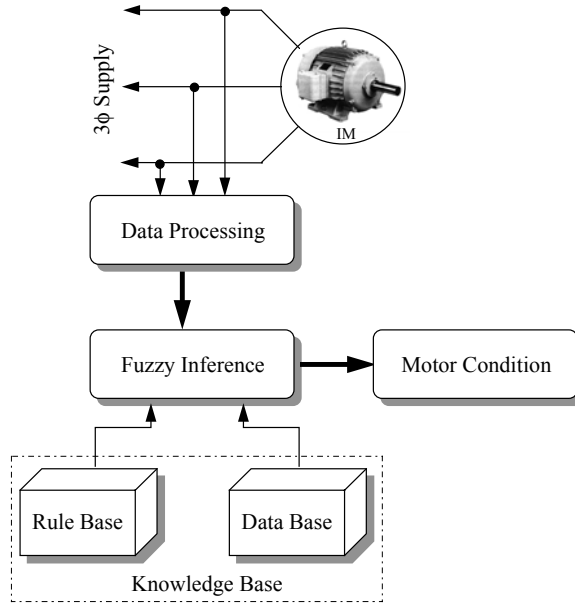 3ϕ Supply
IM
Data Processing
Fuzzy Inference
Motor Condition
Rule Base
Data Base
Knowledge Base